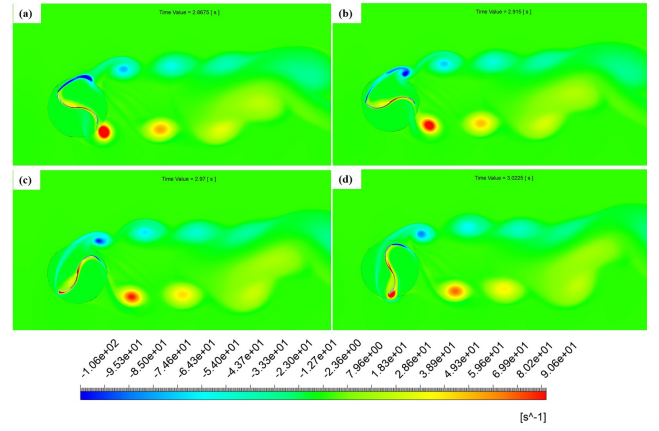 (a)
Time Value = 2.8675 [ s ]
(b)
Time Value = 2.915 [ s ]
(c)
Time Value = 2.97 [ s ]
(d)
Time Value = 3.0225 [ s ]
-1.06e+02
-9.53e+01
-8.50e+01
-7.46e+01
-6.43e+01
-5.40e+01
-4.37e+01
-3.33e+01
-2.30e+01
-1.27e+01
-2.36e+00
7.96e+00
1.83e+01
2.86e+01
3.89e+01
4.93e+01
5.96e+01
6.99e+01
8.02e+01
9.06e+01
[s^-1]